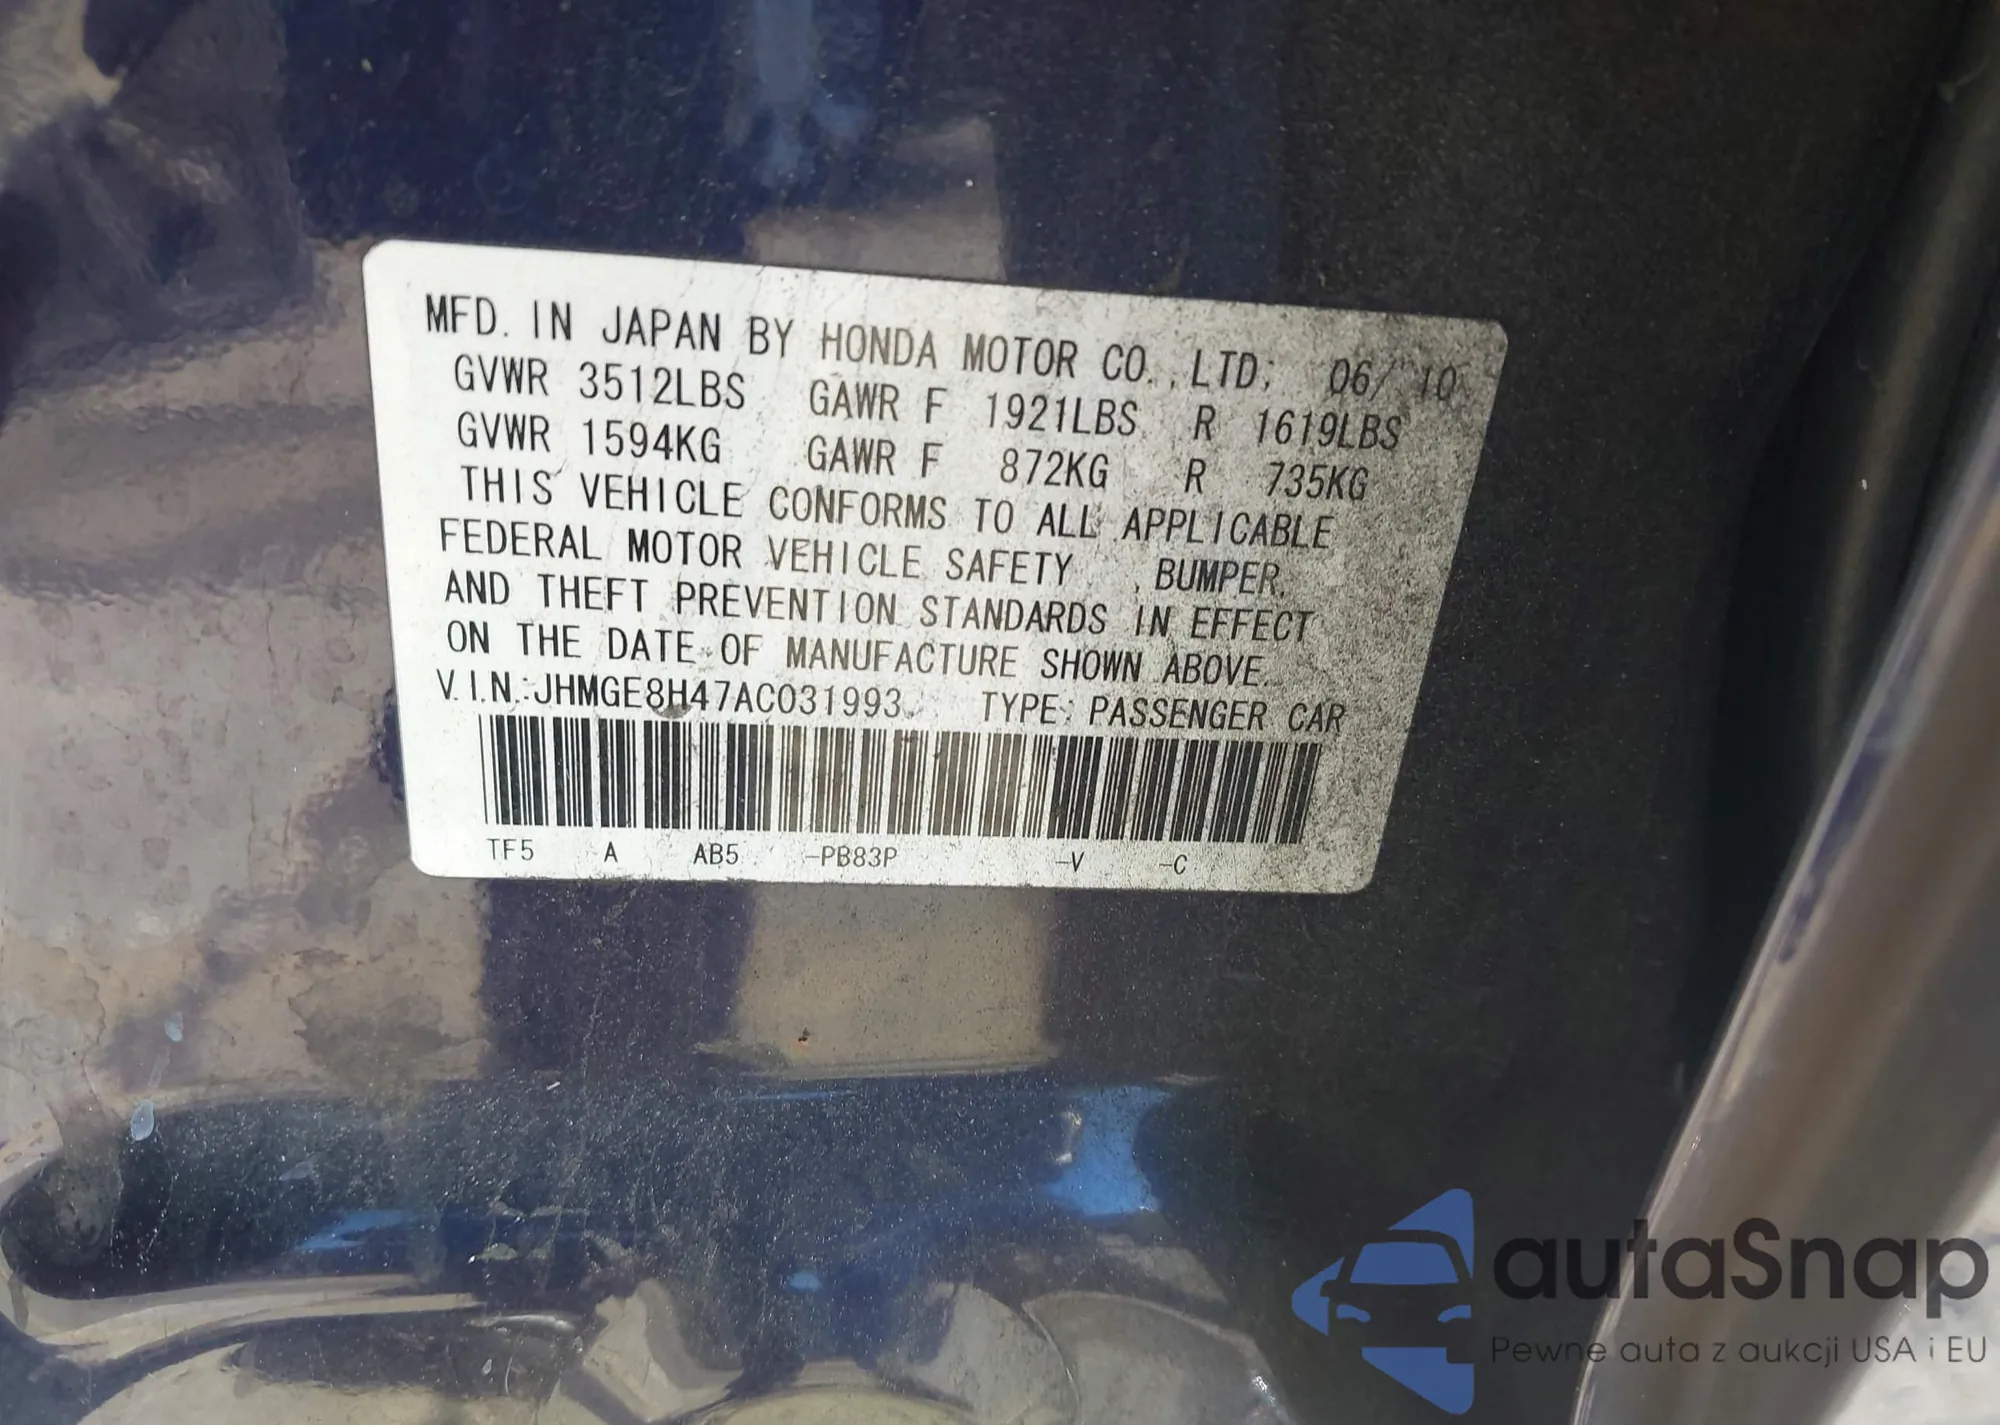 MFD. IN JAPAN BY HONDA MOTOR CO., LTD; 06/ 10
GVWR 3512LBS GAWR F 1921LBS R 1619LBS
GVWR 1594KG GAWR F 872KG R 735KG
THIS VEHICLE CONFORMS TO ALL APPLICABLE
FEDERAL MOTOR VEHICLE SAFETY , BUMPER,
AND THEFT PREVENTION STANDARDS IN EFFECT
ON THE DATE OF MANUFACTURE SHOWN ABOVE.
V.I.N.:JHMGE8H47AC031993 TYPE: PASSENGER CAR
TF5 A AB5 -PB83P -V -C
autaSnap
Pewne auta z aukcji USA i EU